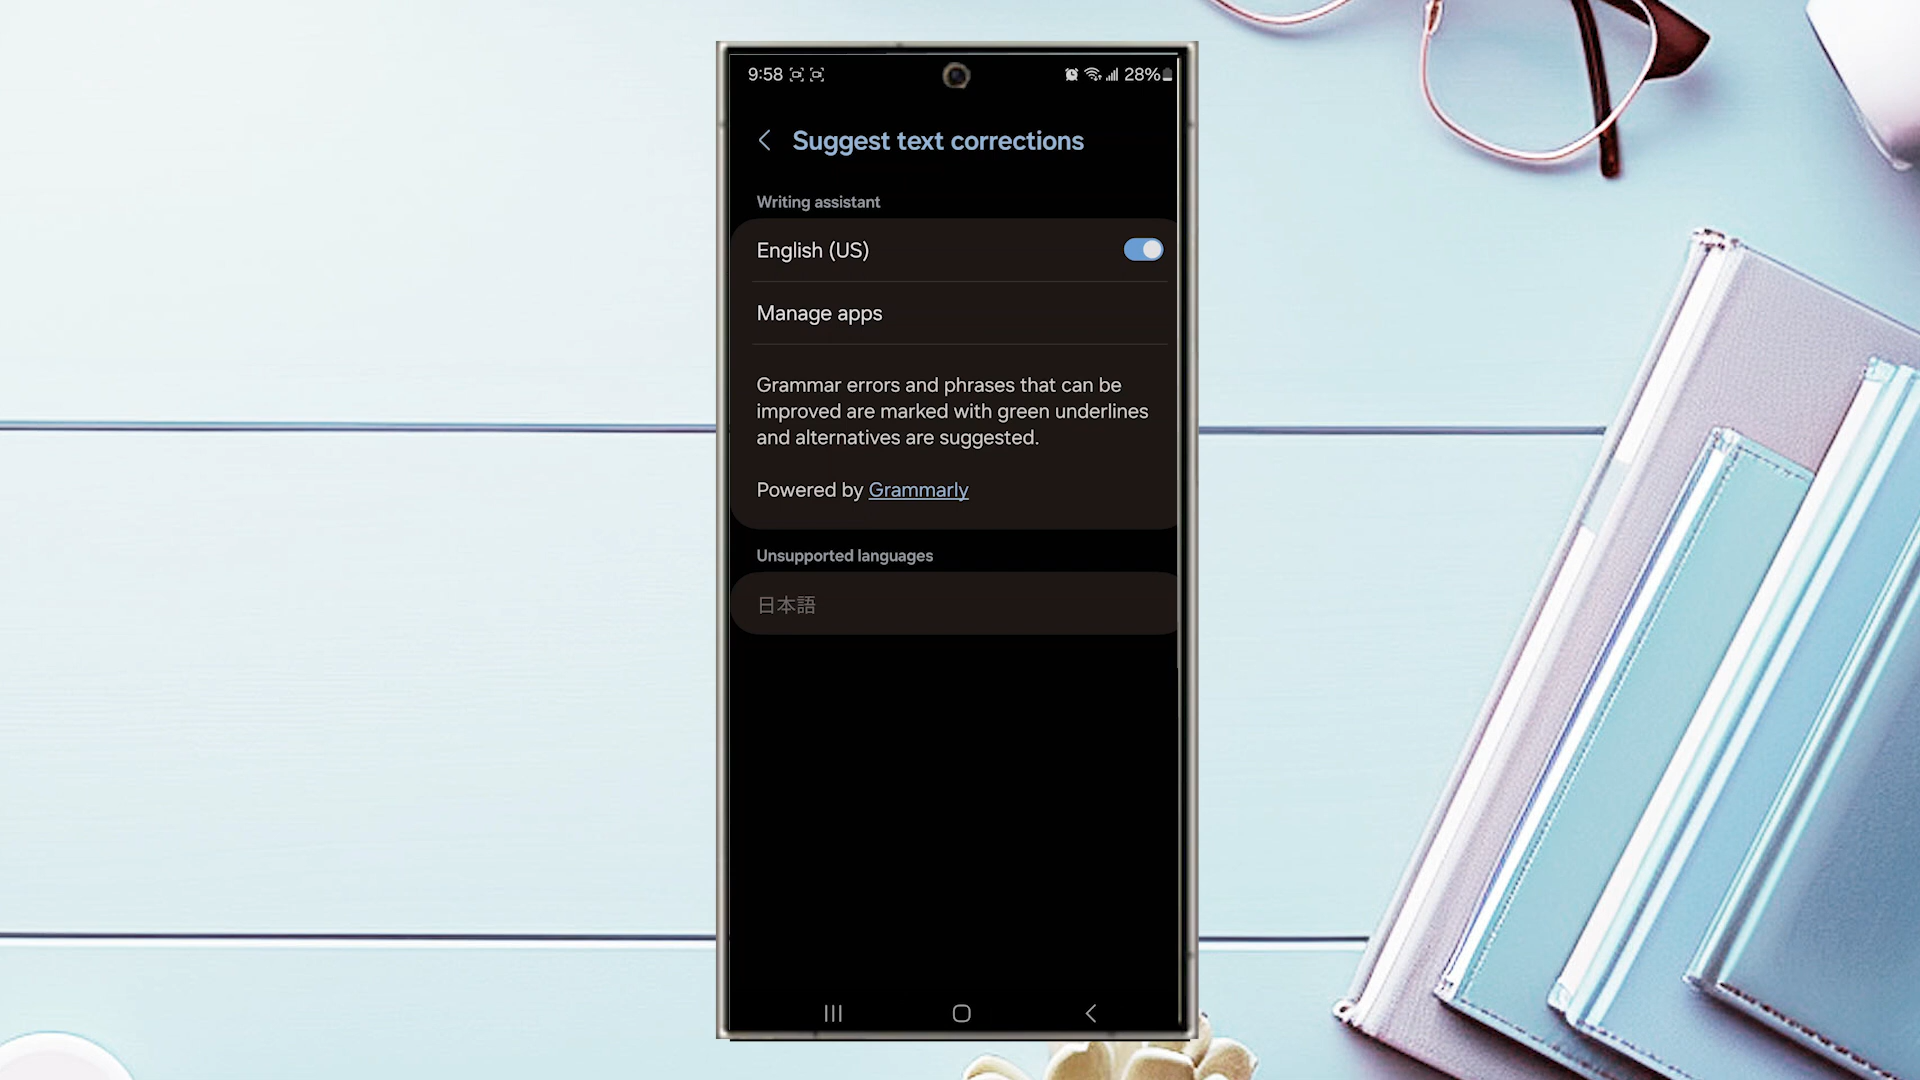 9:58
28%
Suggest text corrections
Writing assistant
English (US)
Manage apps
Grammar errors and phrases that can be
improved are marked with green underlines
and alternatives are suggested.
Powered by Grammarly
Unsupported languages
日本語